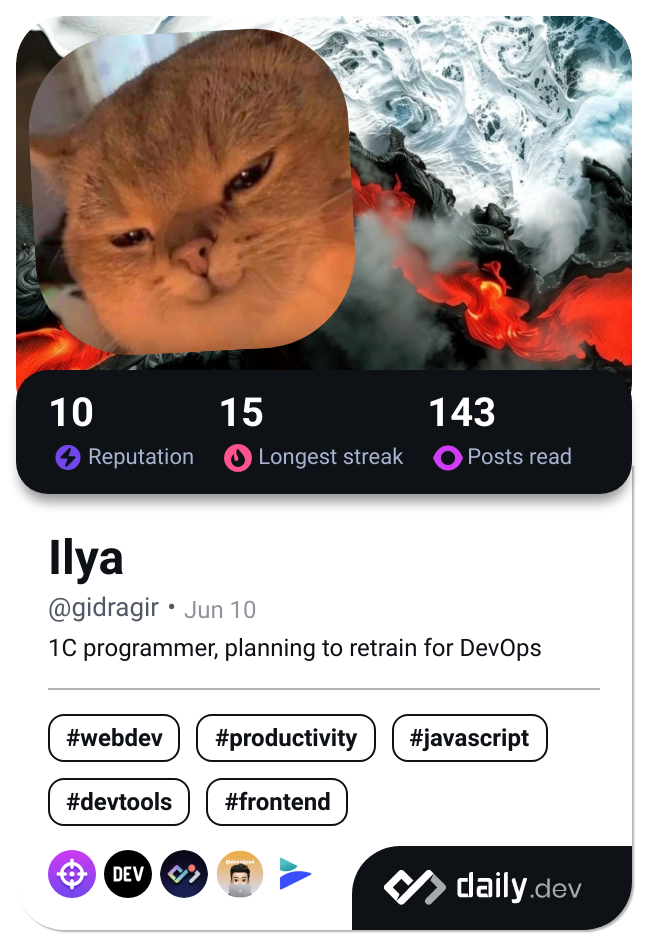 10 15 143
Reputation Longest streak Posts read
Ilya
@gidragir • Jun 10
1C programmer, planning to retrain for DevOps
#webdev #productivity #javascript
#devtools #frontend
DEV
daily.dev